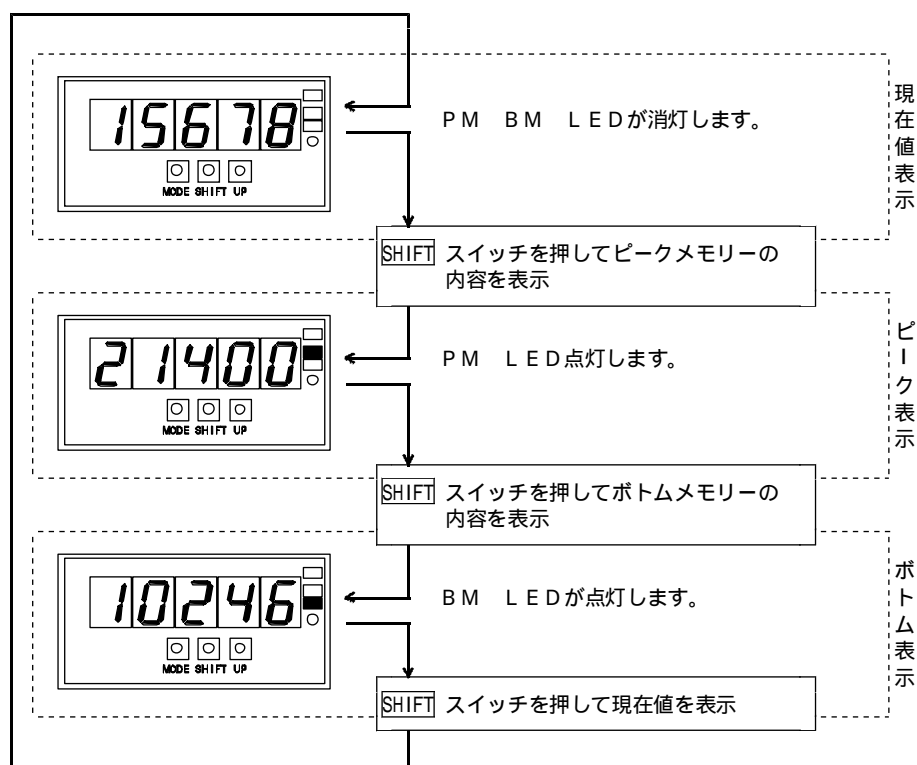 15678
MODE SHIFT UP
PM BM LEDが消灯します。
現在値表示
SHIFT スイッチを押してピークメモリーの
内容を表示
21400
MODE SHIFT UP
PM LED点灯します。
ピーク表示
SHIFT スイッチを押してボトムメモリーの
内容を表示
10246
MODE SHIFT UP
BM LEDが点灯します。
ボトム表示
SHIFT スイッチを押して現在値を表示